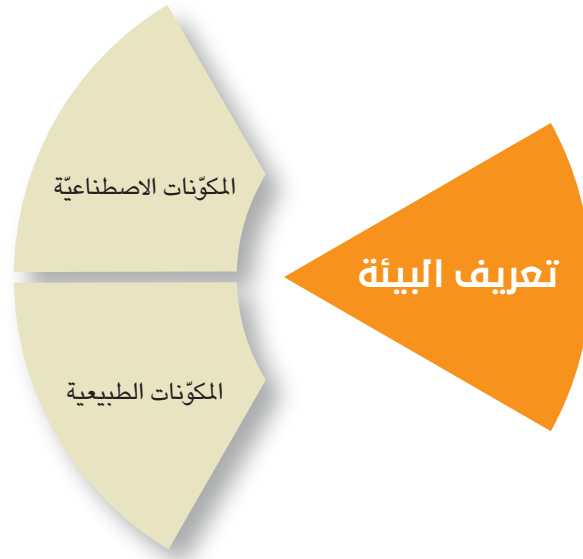 تعريف البيئة
المكوّنات الاصطناعيّة
المكوّنات الطبيعية